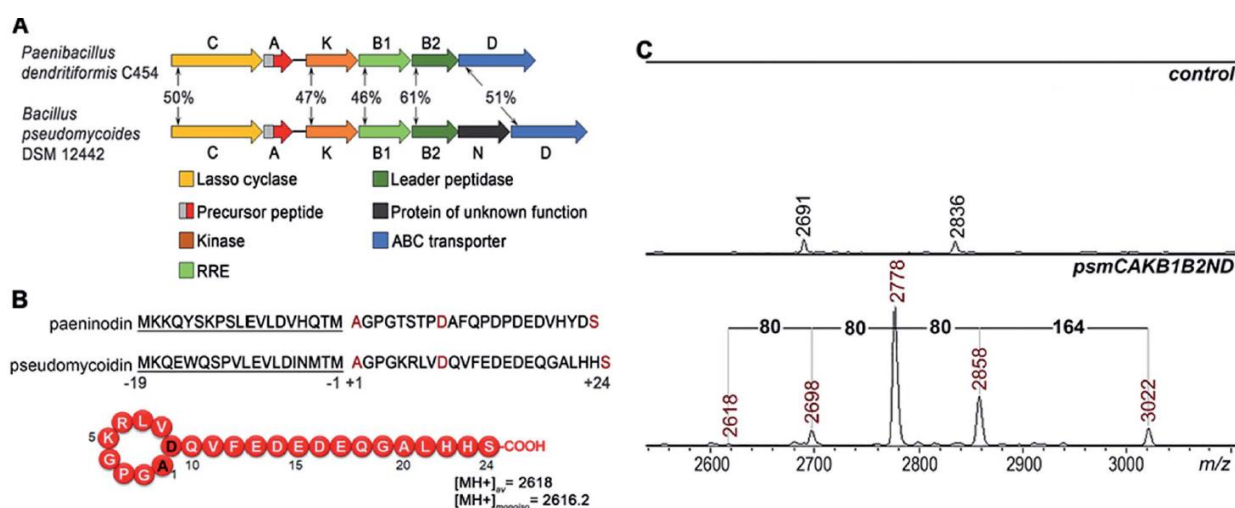 A
C A K B1 B2 D
Paenibacillus
dendritiformis C454
50% 47% 46% 61% 51%
Bacillus
pseudomycoides
DSM 12442
C A K B1 B2 N D
Lasso cyclase
Leader peptidase
Precursor peptide
Protein of unknown function
Kinase
ABC transporter
RRE
B
paeninodin MKKQYSKPSLEVLDVHQTM AGPGTSTPDAFQPDPDEDVHYDS
pseudomycoidin MKQEWQSPVLEVLDINMTM AGPGKRLVDQVFEDEDEQGALHHS
-19 -1 +1 +24
5 K R L V D Q V F E D E D E Q G A L H H S -COOH
G P G A 1 10 15 20 24
[MH+]av = 2618
[MH+]monoiso = 2616.2
C
control
2691 2836
psmCAKB1B2ND
2778
80 80 80 164
2618 2698 2858 3022
2600 2700 2800 2900 3000 m/z